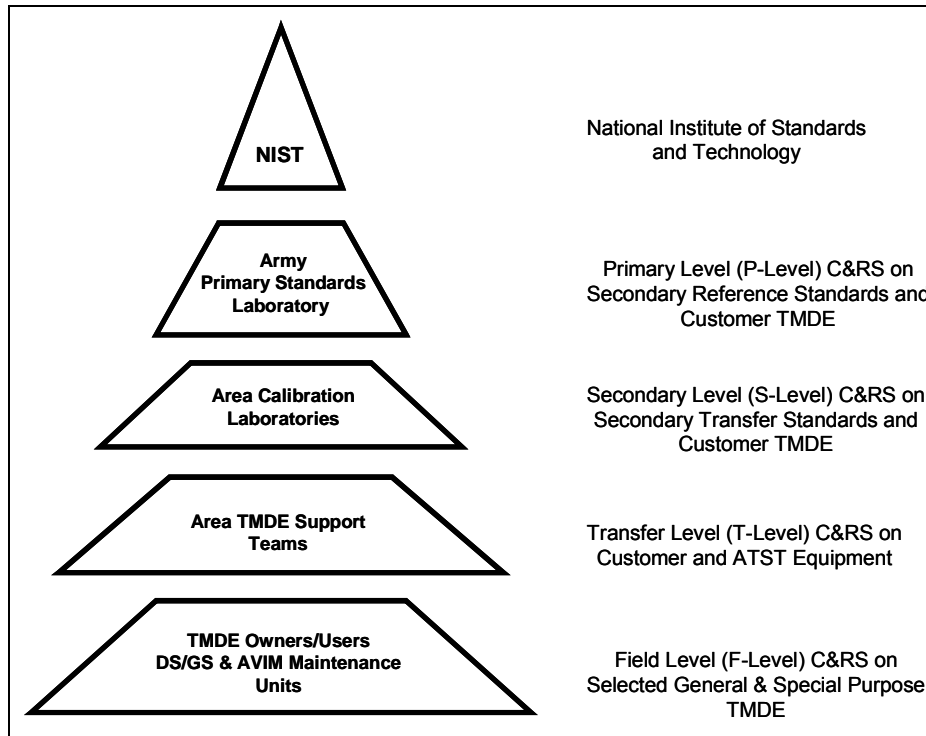 NIST
National Institute of Standards
and Technology
Army
Primary Standards
Laboratory
Primary Level (P-Level) C&RS on
Secondary Reference Standards and
Customer TMDE
Area Calibration
Laboratories
Secondary Level (S-Level) C&RS on
Secondary Transfer Standards and
Customer TMDE
Area TMDE Support
Teams
Transfer Level (T-Level) C&RS on
Customer and ATST Equipment
TMDE Owners/Users
DS/GS & AVIM Maintenance
Units
Field Level (F-Level) C&RS on
Selected General & Special Purpose
TMDE